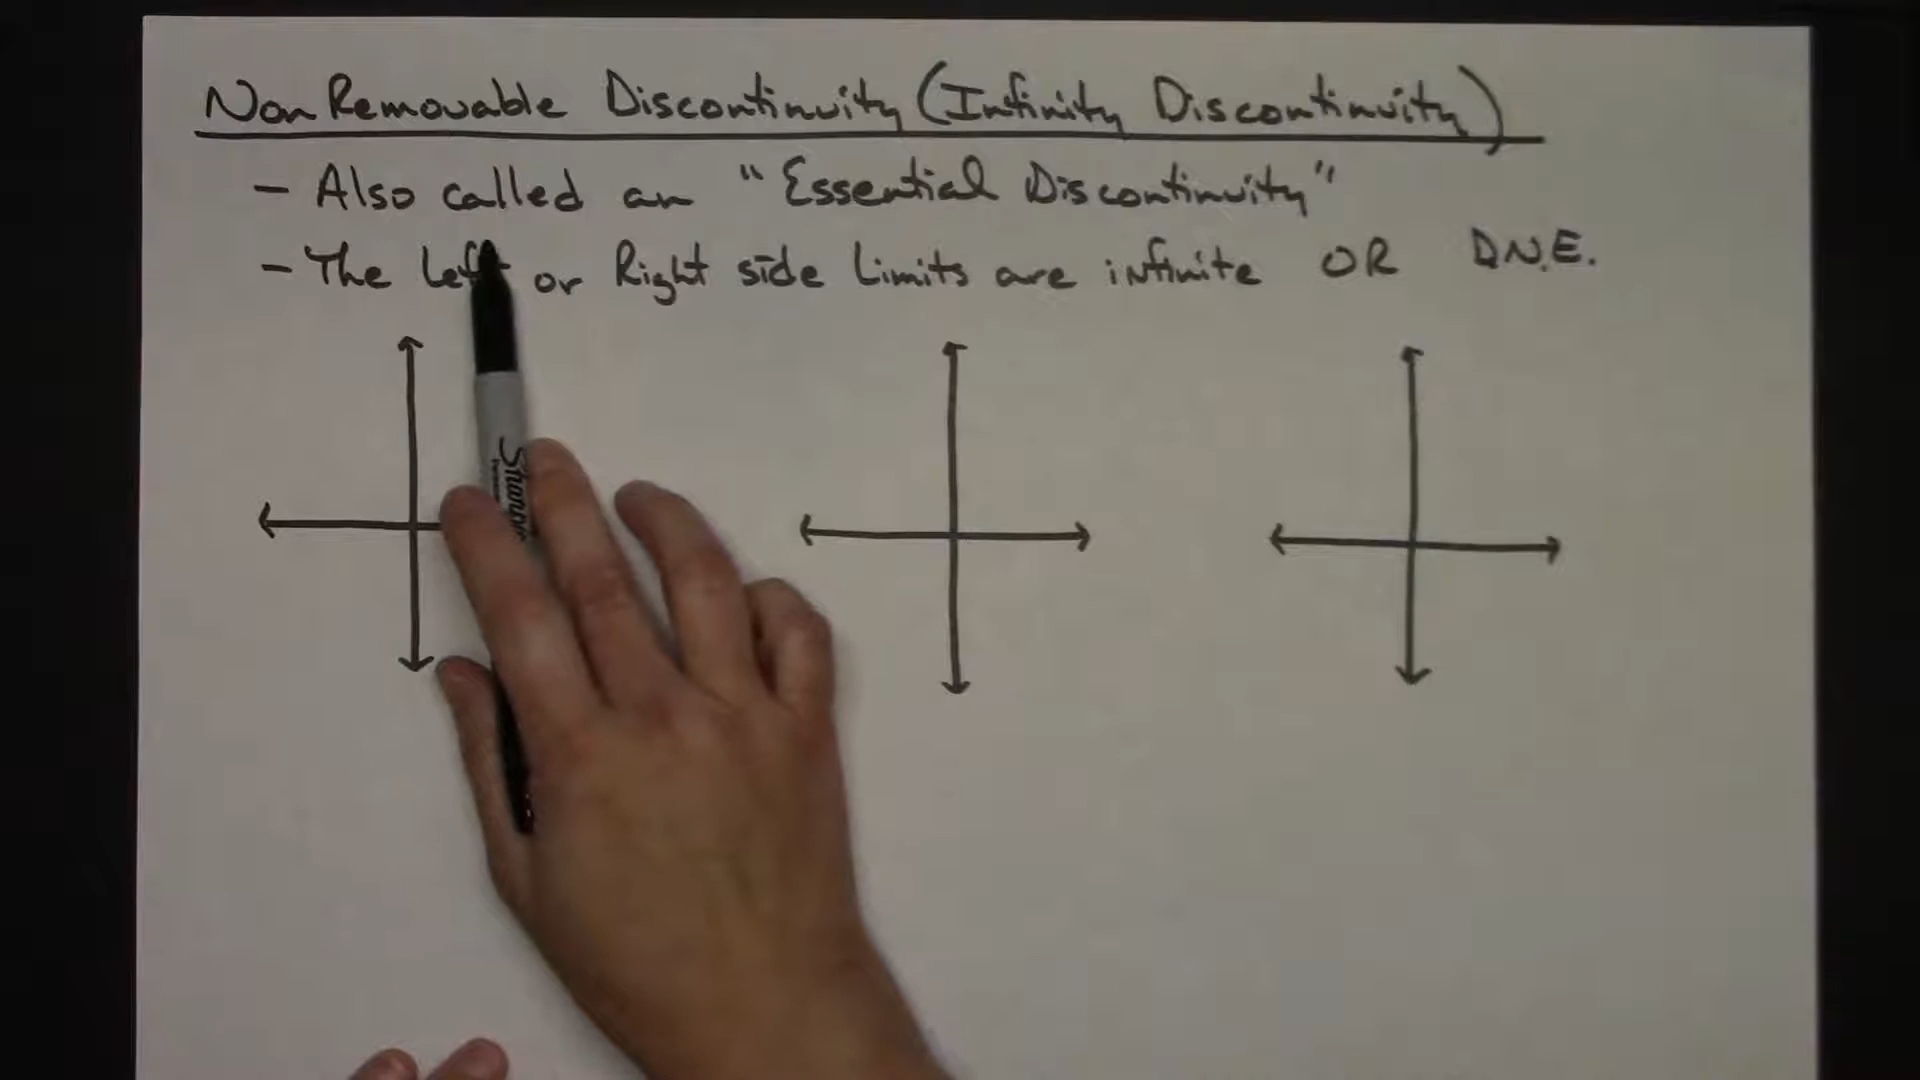 Non Removable Discontinuity (Infinity Discontinuity)
- Also called an "Essential Discontinuity"
- The Left or Right side Limits are infinite OR D.N.E.
Sharpie